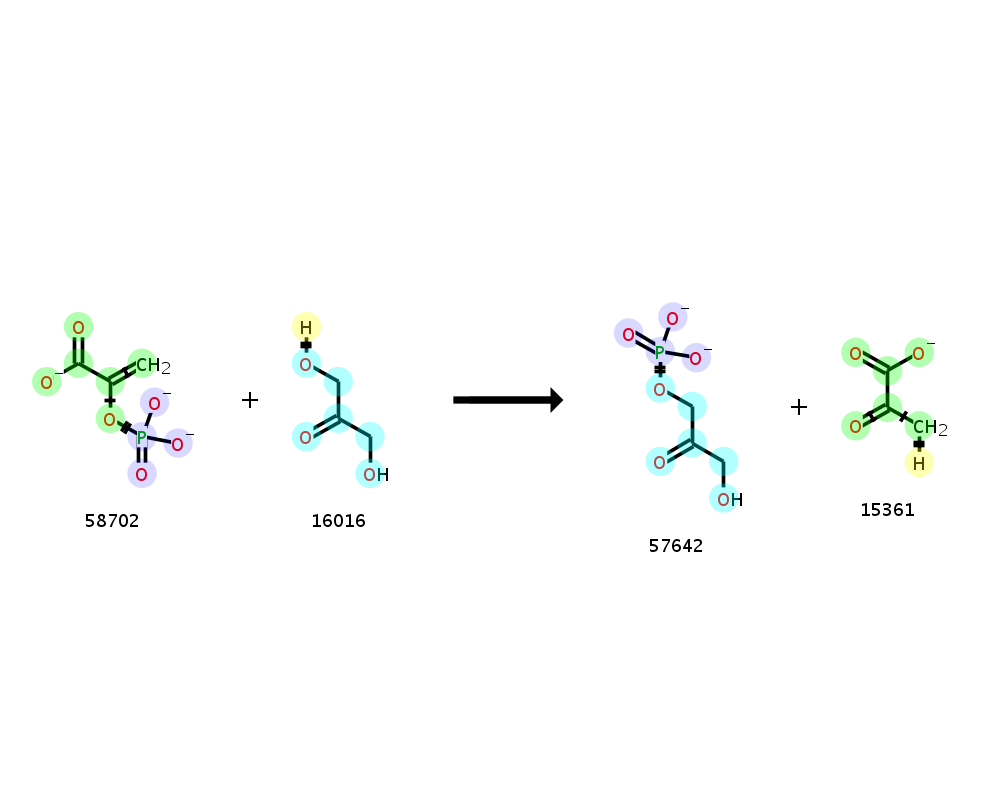 O O⁻ CH₂ O P O⁻ O⁻ O
58702
+
H O O OH
16016
O O⁻ P O⁻ O O OH
57642
+
O O⁻ O CH₂ H
15361